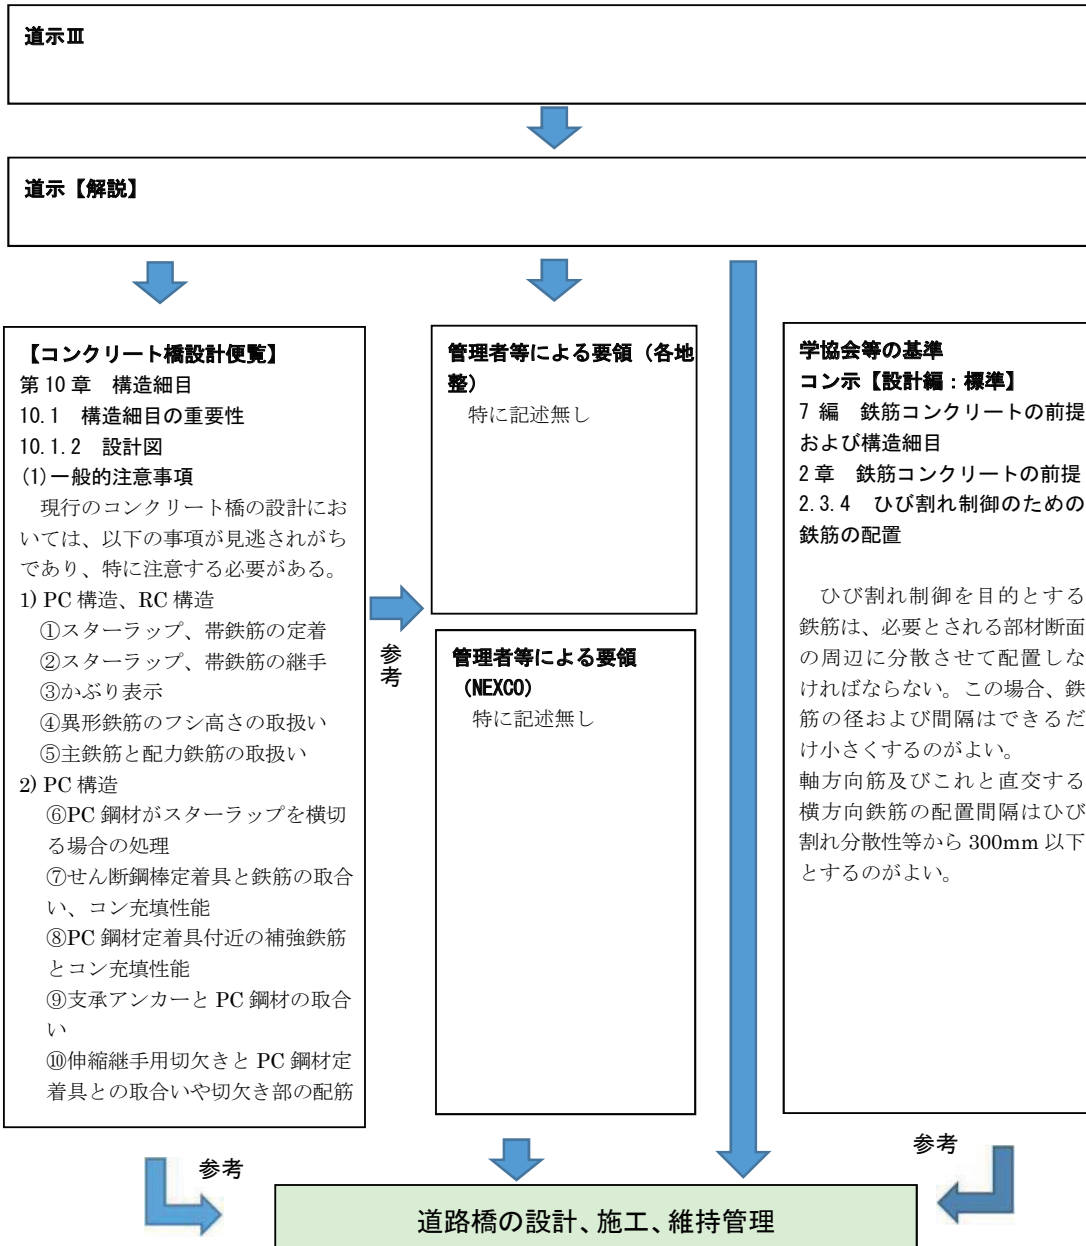 道示Ⅲ
道示【解説】
【コンクリート橋設計便覧】
第 10 章　構造細目
10.1　構造細目の重要性
10.1.2　設計図
(1)一般的注意事項
　現行のコンクリート橋の設計にお
いては、以下の事項が見逃されがち
であり、特に注意する必要がある。
1) PC 構造、RC 構造
①スターラップ、帯鉄筋の定着
②スターラップ、帯鉄筋の継手
③かぶり表示
④異形鉄筋のフシ高さの取扱い
⑤主鉄筋と配力鉄筋の取扱い
2) PC 構造
⑥PC 鋼材がスターラップを横切
る場合の処理
⑦せん断鋼棒定着具と鉄筋の取合
い、コン充填性能
⑧PC 鋼材定着具付近の補強鉄筋
とコン充填性能
⑨支承アンカーと PC 鋼材の取合
い
⑩伸縮継手用切欠きと PC 鋼材定
着具との取合いや切欠き部の配筋
参考
管理者等による要領（各地
整）
特に記述無し
管理者等による要領
（NEXCO）
特に記述無し
学協会等の基準
コン示【設計編：標準】
7 編　鉄筋コンクリートの前提
および構造細目
2 章　鉄筋コンクリートの前提
2.3.4　ひび割れ制御のための
鉄筋の配置
　ひび割れ制御を目的とする
鉄筋は、必要とされる部材断面
の周辺に分散させて配置しな
ければならない。この場合、鉄
筋の径および間隔はできるだ
け小さくするのがよい。
軸方向筋及びこれと直交する
横方向鉄筋の配置間隔はひび
割れ分散性等から 300mm 以下
とするのがよい。
参考
参考
道路橋の設計、施工、維持管理